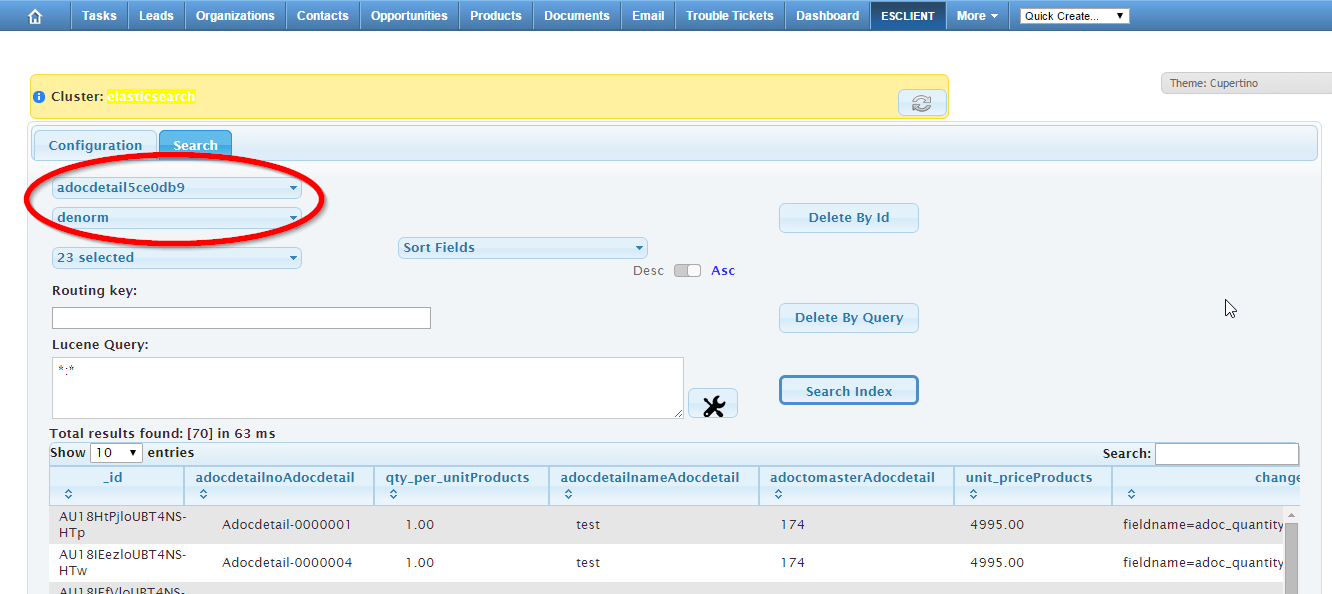 Tasks Leads Organizations Contacts Opportunities Products Documents Email Trouble Tickets Dashboard ESCLIENT More Quick Create...
Theme: Cupertino
Cluster: elasticsearch
Configuration Search
adocdetail5ce0db9
denorm Delete By Id
23 selected Sort Fields
Desc Asc
Routing key:
Delete By Query
Lucene Query:
*:*
Search Index
Total results found: [70] in 63 ms
Show 10 entries Search:
_id adocdetailnoAdocdetail qty_per_unitProducts adocdetailnameAdocdetail adoctomasterAdocdetail unit_priceProducts change
AU18HtPjloUBT4NS-
HTp Adocdetail-0000001 1.00 test 174 4995.00 fieldname=adoc_quantity
AU18IEezloUBT4NS-
HTw Adocdetail-0000004 1.00 test 174 4995.00 fieldname=adoc_quantity